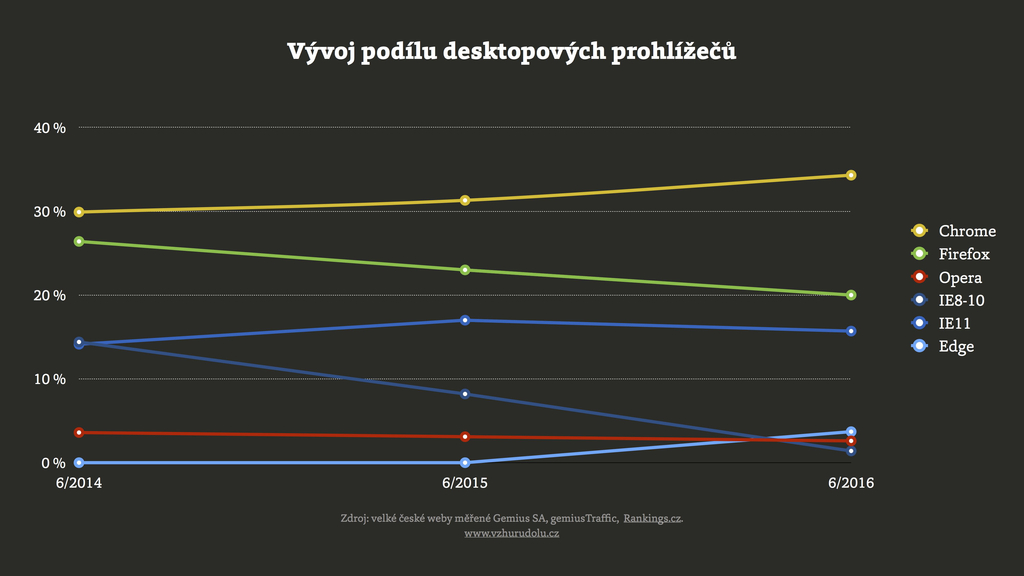 Vývoj podílu desktopových prohlížečů
40 %
30 %
20 %
10 %
0 %
6/2014
6/2015
6/2016
Chrome
Firefox
Opera
IE8-10
IE11
Edge
Zdroj: velké české weby měřené Gemius SA, gemiusTraffic, Rankings.cz.
www.vzhurudolu.cz